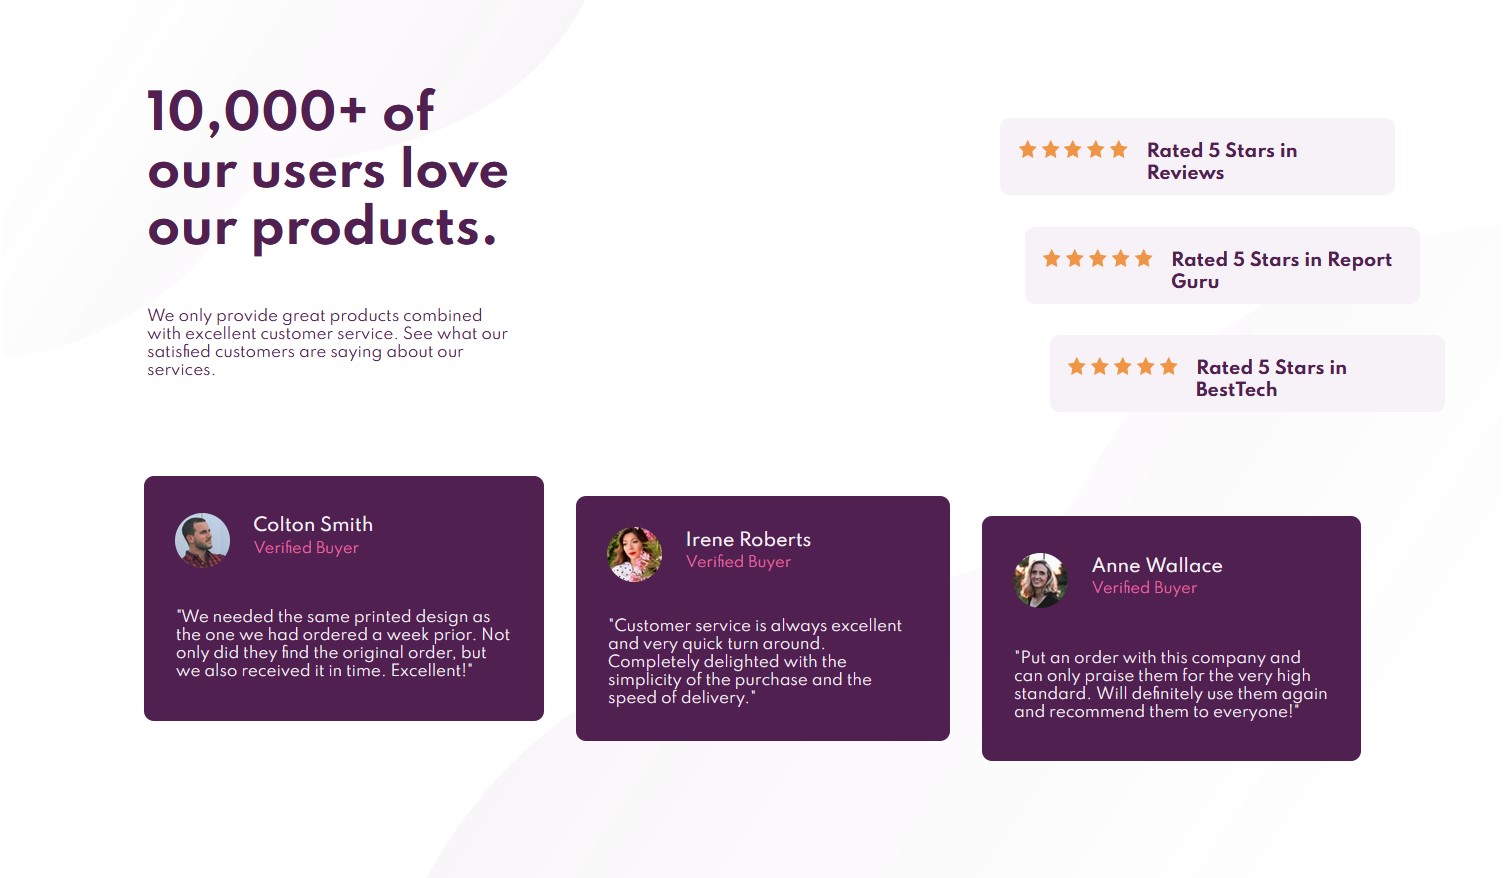 10,000+ of
our users love
our products.
We only provide great products combined
with excellent customer service. See what our
satisfied customers are saying about our
services.
Rated 5 Stars in
Reviews
Rated 5 Stars in Report
Guru
Rated 5 Stars in
BestTech
Colton Smith
Verified Buyer
"We needed the same printed design as
the one we had ordered a week prior. Not
only did they find the original order, but
we also received it in time. Excellent!"
Irene Roberts
Verified Buyer
"Customer service is always excellent
and very quick turn around.
Completely delighted with the
simplicity of the purchase and the
speed of delivery."
Anne Wallace
Verified Buyer
"Put an order with this company and
can only praise them for the very high
standard. Will definitely use them again
and recommend them to everyone!"